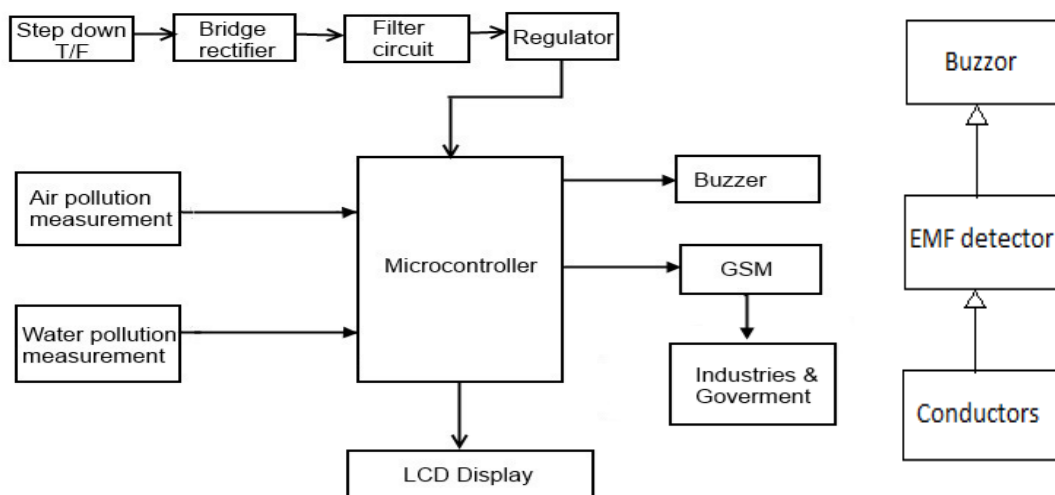 Step down
T/F
Bridge
rectifier
Filter
circuit
Regulator
Buzzor
Air pollution
measurement
Microcontroller
Buzzer
EMF detector
GSM
Water pollution
measurement
Industries &
Goverment
Conductors
LCD Display